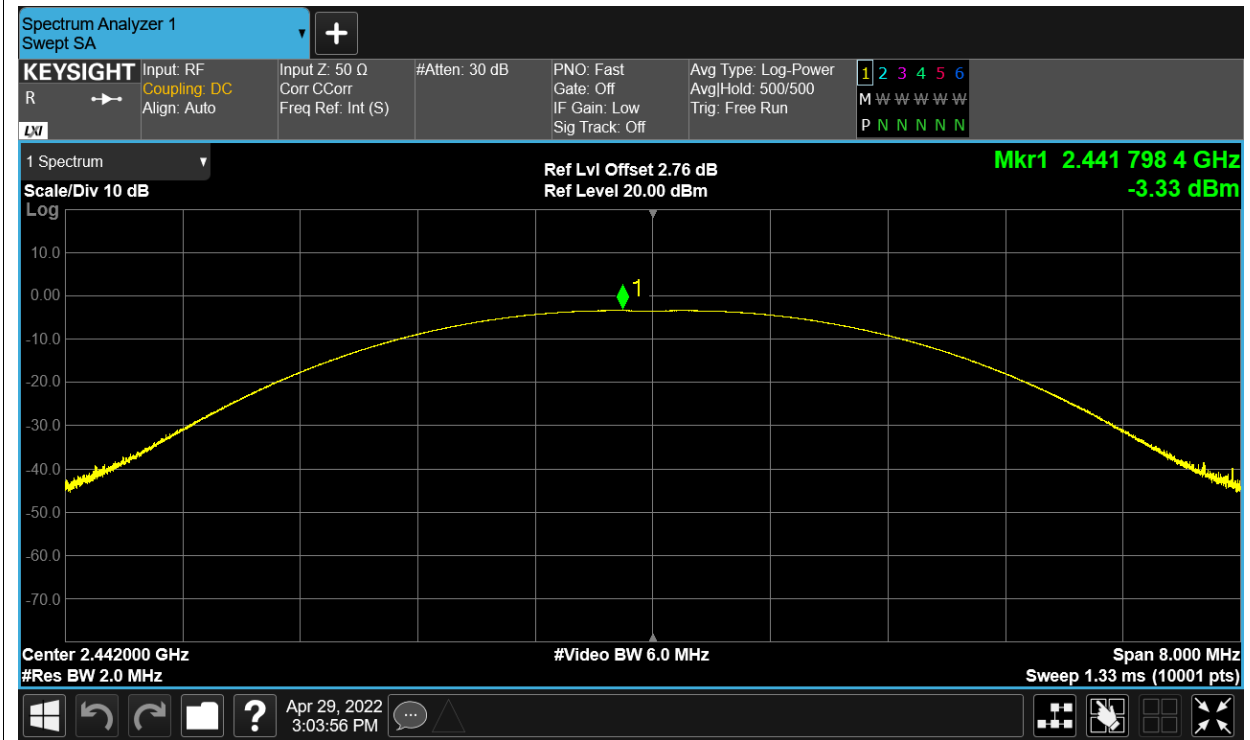 Spectrum Analyzer 1
Swept SA
KEYSIGHT
R
LXI
Input: RF
Coupling: DC
Align: Auto
Input Z: 50 Ω
Corr CCorr
Freq Ref: Int (S)
#Atten: 30 dB
PNO: Fast
Gate: Off
IF Gain: Low
Sig Track: Off
Avg Type: Log-Power
Avg|Hold: 500/500
Trig: Free Run
1 2 3 4 5 6
M W W W W W
P N N N N N
1 Spectrum
Scale/Div 10 dB
Log
Ref Lvl Offset 2.76 dB
Ref Level 20.00 dBm
Mkr1 2.441 798 4 GHz
-3.33 dBm
10.0
0.00
-10.0
-20.0
-30.0
-40.0
-50.0
-60.0
-70.0
1
Center 2.442000 GHz
#Res BW 2.0 MHz
#Video BW 6.0 MHz
Span 8.000 MHz
Sweep 1.33 ms (10001 pts)
?
Apr 29, 2022
3:03:56 PM